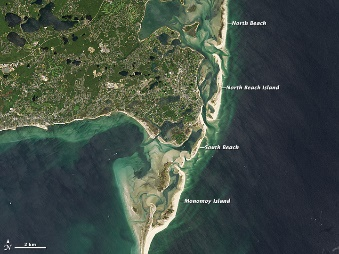 North Beach
North Beach Island
South Beach
Monomoy Island
N
2 km